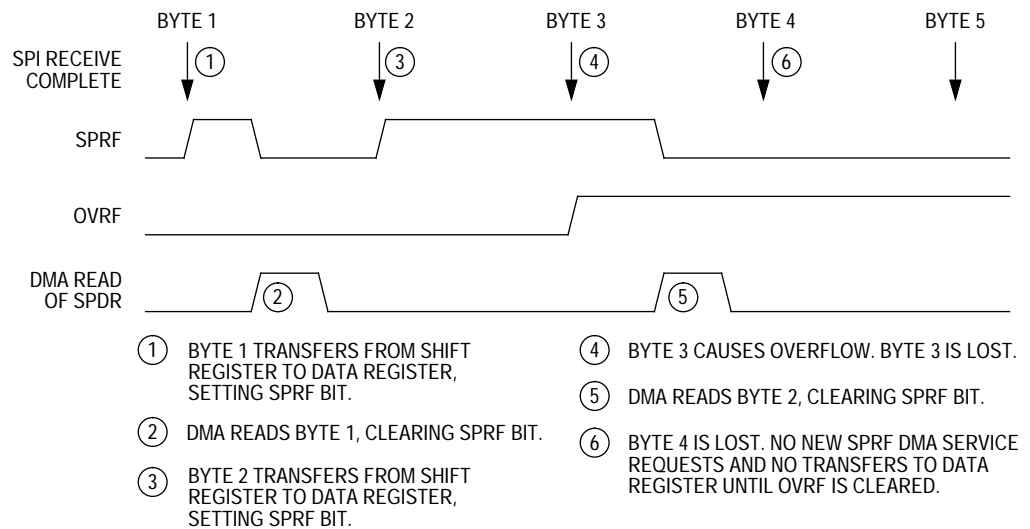 BYTE 1 BYTE 2 BYTE 3 BYTE 4 BYTE 5
SPI RECEIVE
COMPLETE
1 3 4 6
SPRF
OVRF
DMA READ
OF SPDR
2 5
1 BYTE 1 TRANSFERS FROM SHIFT
REGISTER TO DATA REGISTER,
SETTING SPRF BIT.
2 DMA READS BYTE 1, CLEARING SPRF BIT.
3 BYTE 2 TRANSFERS FROM SHIFT
REGISTER TO DATA REGISTER,
SETTING SPRF BIT.
4 BYTE 3 CAUSES OVERFLOW. BYTE 3 IS LOST.
5 DMA READS BYTE 2, CLEARING SPRF BIT.
6 BYTE 4 IS LOST. NO NEW SPRF DMA SERVICE
REQUESTS AND NO TRANSFERS TO DATA
REGISTER UNTIL OVRF IS CLEARED.